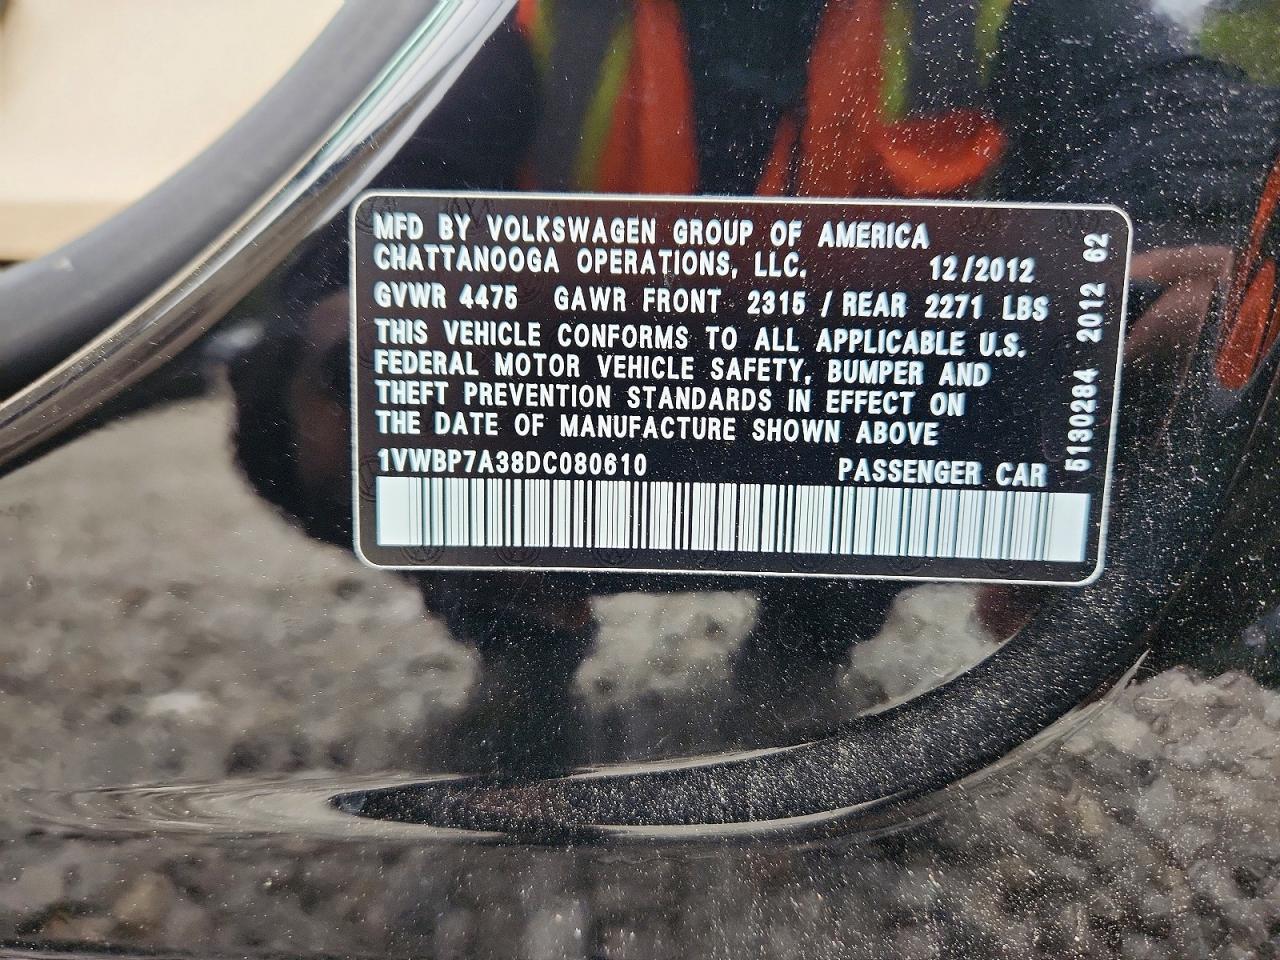 MFD BY VOLKSWAGEN GROUP OF AMERICA
CHATTANOOGA OPERATIONS, LLC. 12/2012
GVWR 4475 GAWR FRONT 2315 / REAR 2271 LBS
THIS VEHICLE CONFORMS TO ALL APPLICABLE U.S.
FEDERAL MOTOR VEHICLE SAFETY, BUMPER AND
THEFT PREVENTION STANDARDS IN EFFECT ON
THE DATE OF MANUFACTURE SHOWN ABOVE
1VWBP7A38DC080610 PASSENGER CAR
5130284 2012 62